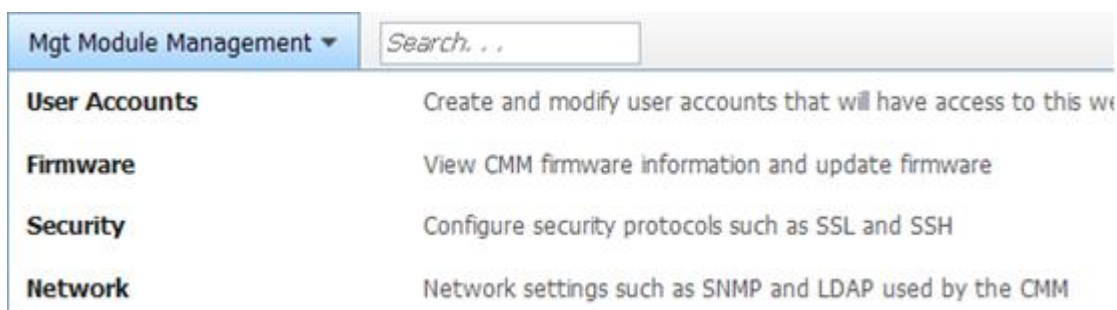 Mgt Module Management Search. . .
User Accounts Create and modify user accounts that will have access to this we
Firmware View CMM firmware information and update firmware
Security Configure security protocols such as SSL and SSH
Network Network settings such as SNMP and LDAP used by the CMM